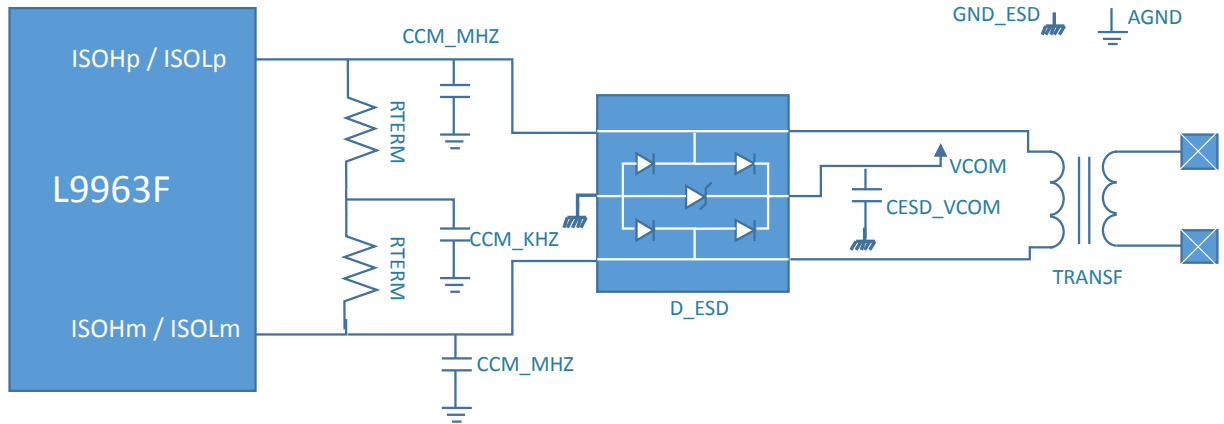 GND_ESD
AGND
CCM_MHZ
ISOHp / ISOLp
RTERM
L9963F
VCOM
CESD_VCOM
CCM_KHZ
RTERM
TRANSF
D_ESD
ISOHm / ISOLm
CCM_MHZ